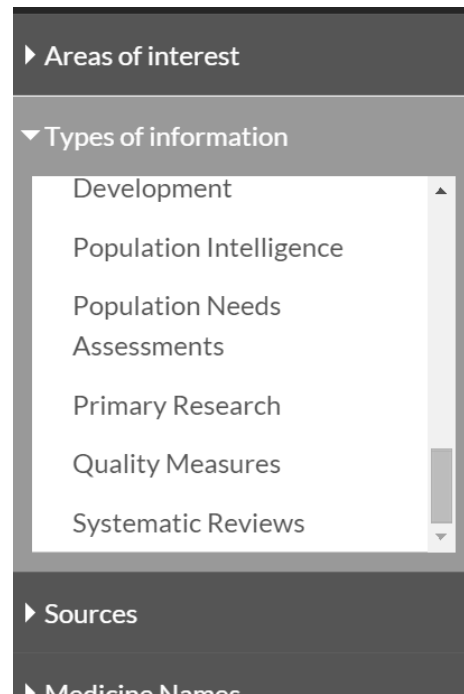 Areas of interest
Types of information
Development
Population Intelligence
Population Needs
Assessments
Primary Research
Quality Measures
Systematic Reviews
Sources
Medicine Names